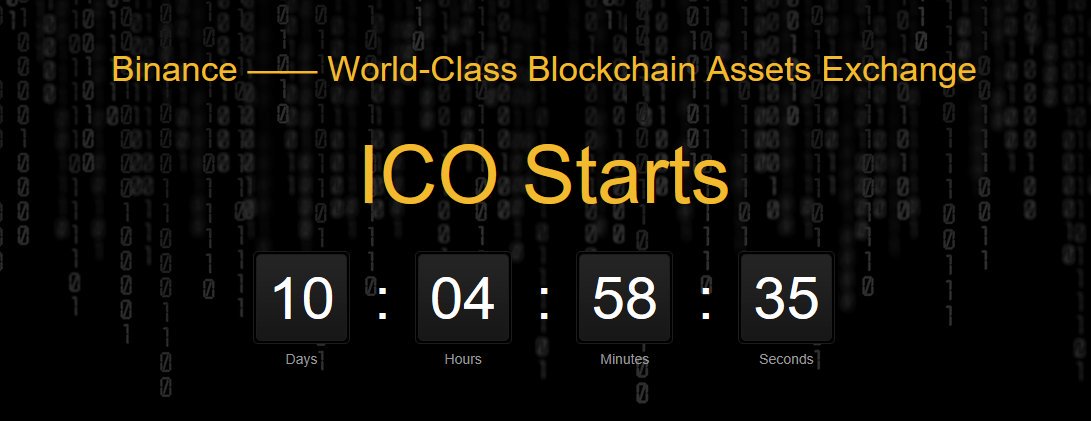 Binance —— World-Class Blockchain Assets Exchange
ICO Starts
10 : 04 : 58 : 35
Days Hours Minutes Seconds